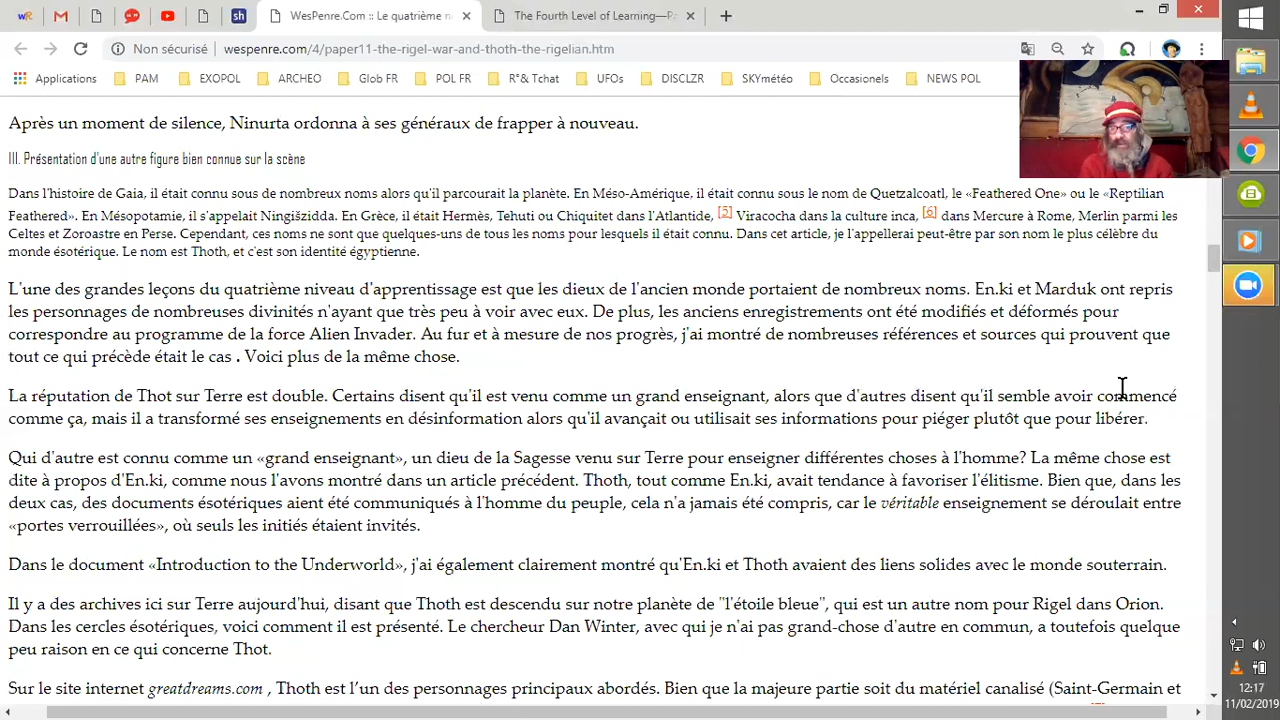 WesPenre.Com :: Le quatrième n
The Fourth Level of Learning—P
Non sécurisé
wespenre.com/4/paper11-the-rigel-war-and-thoth-the-rigelian.htm
Applications
PAM
EXOPOL
ARCHEO
Glob FR
POL FR
R°& Tchat
UFOs
DISCLZR
SKYmétéo
Occasionels
NEWS POL
Après un moment de silence, Ninurta ordonna à ses généraux de frapper à nouveau.
III. Présentation d'une autre figure bien connue sur la scène
Dans l'histoire de Gaia, il était connu sous de nombreux noms alors qu'il parcourait la planète. En Méso-Amérique, il était connu sous le nom de Quetzalcoatl, le «Feathered One» ou le «Reptilian
Feathered». En Mésopotamie, il s'appelait Ningišzidda. En Grèce, il était Hermès, Tehuti ou Chiquitet dans l'Atlantide, [5] Viracocha dans la culture inca, [6] dans Mercure à Rome, Merlin parmi les
Celtes et Zoroastre en Perse. Cependant, ces noms ne sont que quelques-uns de tous les noms pour lesquels il était connu. Dans cet article, je l'appellerai peut-être par son nom le plus célèbre du
monde ésotérique. Le nom est Thoth, et c'est son identité égyptienne.
L'une des grandes leçons du quatrième niveau d'apprentissage est que les dieux de l'ancien monde portaient de nombreux noms. En.ki et Marduk ont repris
les personnages de nombreuses divinités n'ayant que très peu à voir avec eux. De plus, les anciens enregistrements ont été modifiés et déformés pour
correspondre au programme de la force Alien Invader. Au fur et à mesure de nos progrès, j'ai montré de nombreuses références et sources qui prouvent que
tout ce qui précède était le cas . Voici plus de la même chose.
La réputation de Thot sur Terre est double. Certains disent qu'il est venu comme un grand enseignant, alors que d'autres disent qu'il semble avoir commencé
comme ça, mais il a transformé ses enseignements en désinformation alors qu'il avançait ou utilisait ses informations pour piéger plutôt que pour libérer.
Qui d'autre est connu comme un «grand enseignant», un dieu de la Sagesse venu sur Terre pour enseigner différentes choses à l'homme? La même chose est
dite à propos d'En.ki, comme nous l'avons montré dans un article précédent. Thoth, tout comme En.ki, avait tendance à favoriser l'élitisme. Bien que, dans les
deux cas, des documents ésotériques aient été communiqués à l'homme du peuple, cela n'a jamais été compris, car le véritable enseignement se déroulait entre
«portes verrouillées», où seuls les initiés étaient invités.
Dans le document «Introduction to the Underworld», j'ai également clairement montré qu'En.ki et Thoth avaient des liens solides avec le monde souterrain.
Il y a des archives ici sur Terre aujourd'hui, disant que Thoth est descendu sur notre planète de "l'étoile bleue", qui est un autre nom pour Rigel dans Orion.
Dans les cercles ésotériques, voici comment il est présenté. Le chercheur Dan Winter, avec qui je n'ai pas grand-chose d'autre en commun, a toutefois quelque
peu raison en ce qui concerne Thot.
Sur le site internet greatdreams.com , Thoth est l'un des personnages principaux abordés. Bien que la majeure partie soit du matériel canalisé (Saint-Germain et
12:17
11/02/2019